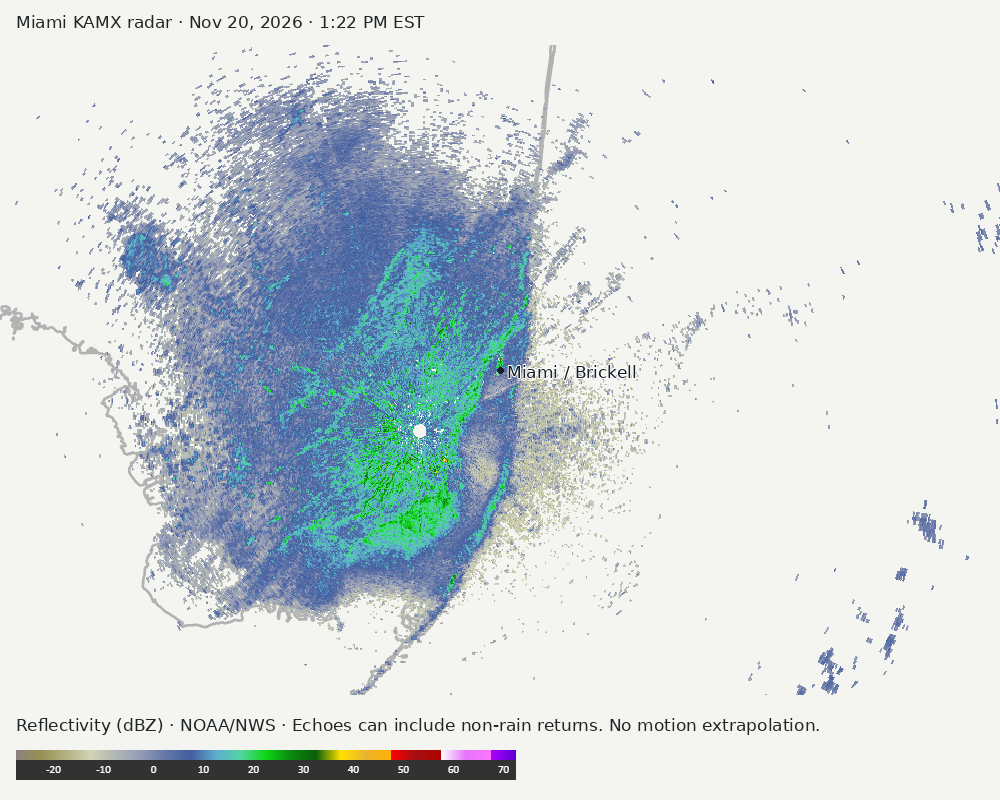 Miami KAMX radar · Nov 20, 2026 · 1:22 PM EST
Miami / Brickell
Reflectivity (dBZ) · NOAA/NWS · Echoes can include non-rain returns. No motion extrapolation.
-20 -10 0 10 20 30 40 50 60 70